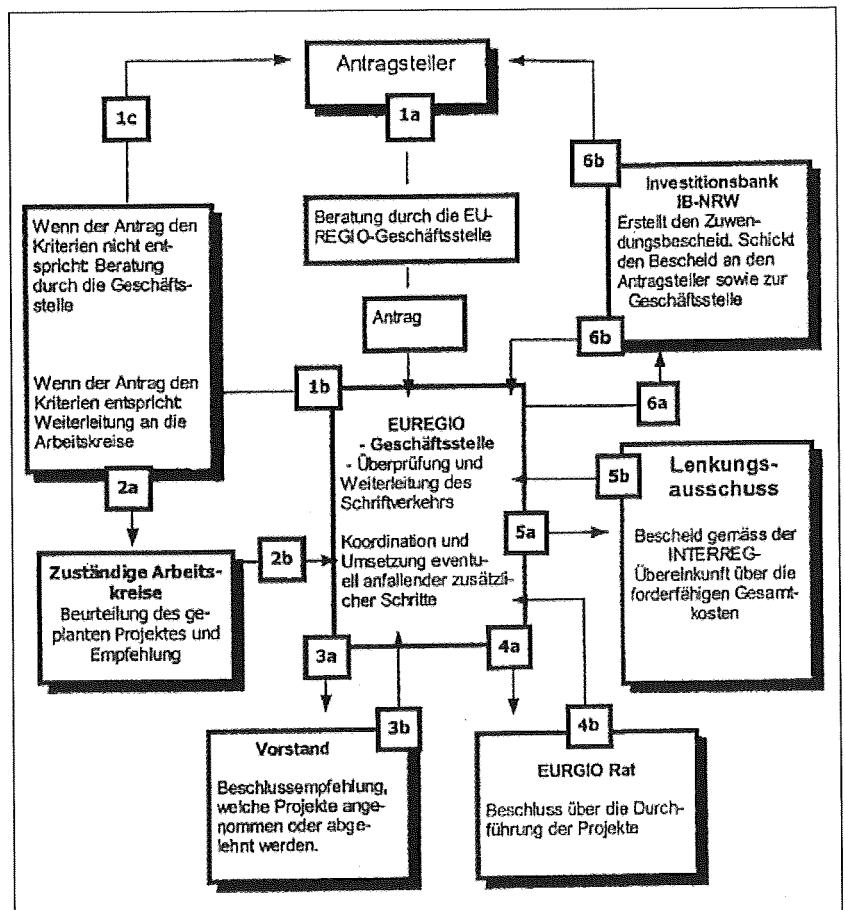 Antragsteller
1a
1c
6b
Beratung durch die EU-
REGIO-Geschäftsstelle
Antrag
Investitionsbank
IB-NRW
Erstellt den Zuwen-
dungsbescheid. Schickt
den Bescheid an den
Antragsteller sowie zur
Geschäftsstelle
6b
6a
Wenn der Antrag den
Kriterien nicht ent-
spricht: Beratung
durch die Geschäfts-
stelle
Wenn der Antrag den
Kriterien entspricht:
Weiterleitung an die
Arbeitskreise
1b
2a
EUREGIO
- Geschäftsstelle
- Überprüfung und
Weiterleitung des
Schriftverkehrs
Koordination und
Umsetzung eventu-
ell anfallender zusätzli-
cher Schritte
5b
5a
Lenkungs-
ausschuss
Bescheid gemäss der
INTERREG-
Übereinkunft über die
forderfähigen Gesamt-
kosten
2b
Zuständige Arbeits-
kreise
Beurteilung des ge-
planten Projektes und
Empfehlung
3a
4a
3b
Vorstand
Beschlussempfehlung,
welche Projekte ange-
nommen oder abge-
lehnt werden.
4b
EURGIO Rat
Beschluss über die Durch-
führung der Projekte